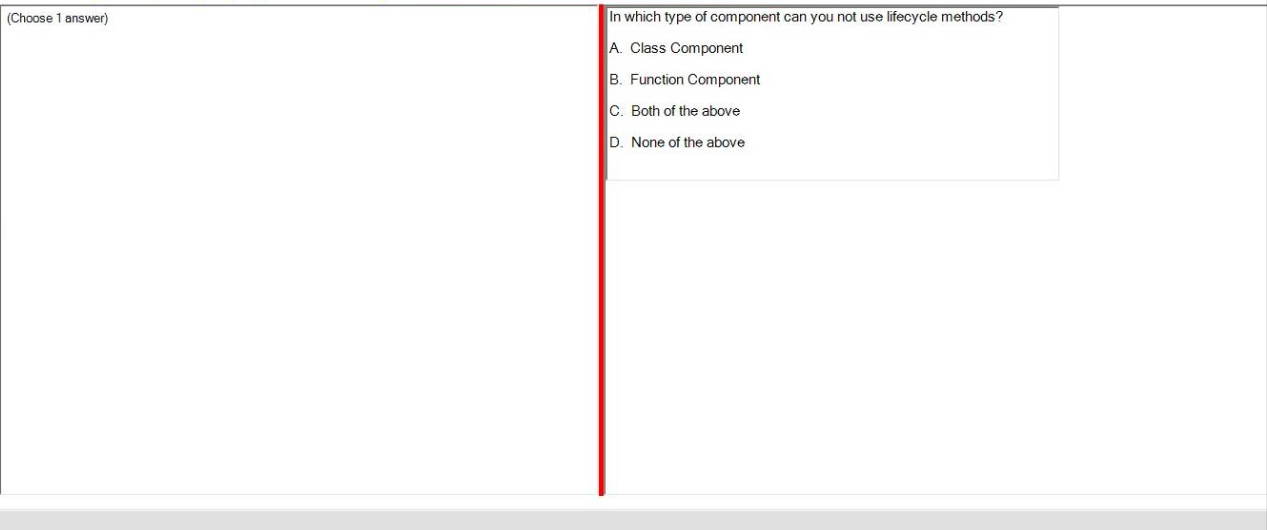 (Choose 1 answer)
In which type of component can you not use lifecycle methods?
A. Class Component
B. Function Component
C. Both of the above
D. None of the above